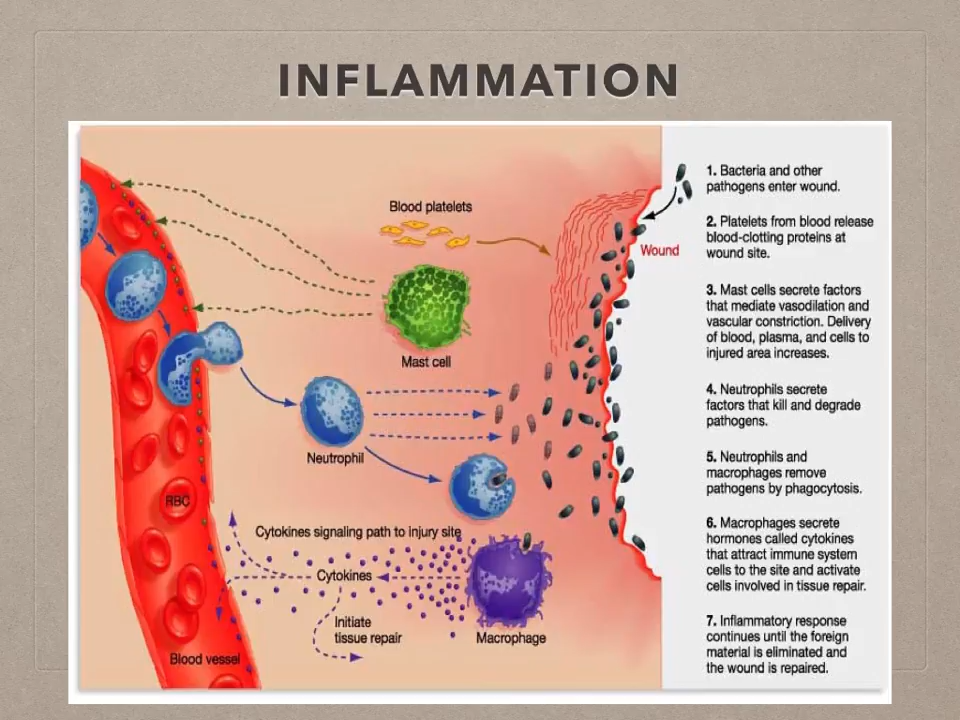 INFLAMMATION
Blood platelets
Wound
Mast cell
Neutrophil
RBC
Cytokines signaling path to injury site
Cytokines
Initiate
tissue repair
Macrophage
Blood vessel
1. Bacteria and other
pathogens enter wound.
2. Platelets from blood release
blood-clotting proteins at
wound site.
3. Mast cells secrete factors
that mediate vasodilation and
vascular constriction. Delivery
of blood, plasma, and cells to
injured area increases.
4. Neutrophils secrete
factors that kill and degrade
pathogens.
5. Neutrophils and
macrophages remove
pathogens by phagocytosis.
6. Macrophages secrete
hormones called cytokines
that attract immune system
cells to the site and activate
cells involved in tissue repair.
7. Inflammatory response
continues until the foreign
material is eliminated and
the wound is repaired.